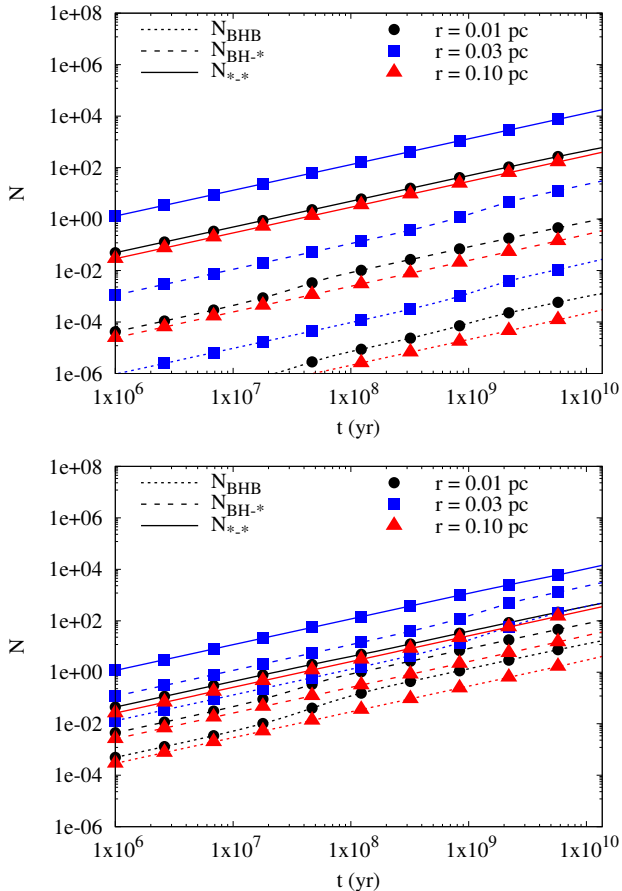 1e+08
1e+06
1e+04
1e+02
1e+00
1e-02
1e-04
1e-06
N
N_BHB
N_BH-*
N_*-*
r = 0.01 pc
r = 0.03 pc
r = 0.10 pc
1x10^6 1x10^7 1x10^8 1x10^9 1x10^10
t (yr)
1e+08
1e+06
1e+04
1e+02
1e+00
1e-02
1e-04
1e-06
N
N_BHB
N_BH-*
N_*-*
r = 0.01 pc
r = 0.03 pc
r = 0.10 pc
1x10^6 1x10^7 1x10^8 1x10^9 1x10^10
t (yr)